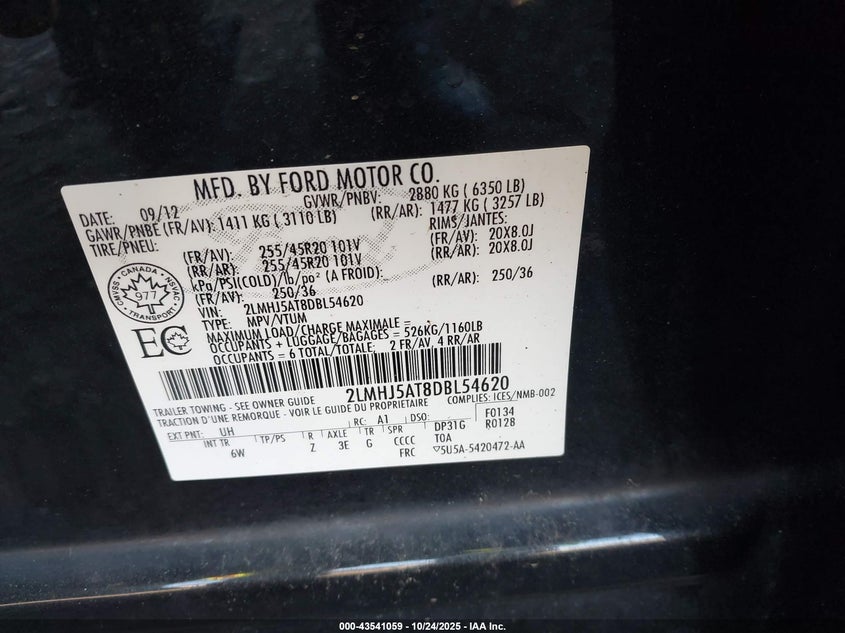 MFD. BY FORD MOTOR CO.
DATE: 09/12 GVWR/PNBV: 2880 KG ( 6350 LB)
GAWR/PNBE (FR/AV): 1411 KG ( 3110 LB) (RR/AR): 1477 KG ( 3257 LB)
TIRE/PNEU: RIMS/JANTES:
(FR/AV): 255/45R20 101V (FR/AV): 20X8.0J
(RR/AR): 255/45R20 101V (RR/AR): 20X8.0J
kPa/PSI(COLD)/lb/po² (A FROID):
(FR/AV): 250/36 (RR/AR): 250/36
VIN: 2LMHJ5AT8DBL54620
TYPE: MPV/VTUM
MAXIMUM LOAD/CHARGE MAXIMALE = . .
OCCUPANTS + LUGGAGE/BAGAGES = 526KG/1160LB
OCCUPANTS = 6 TOTAL/TOTALE: 2 FR/AV, 4 RR/AR
CANADA
CMVSS NSVAC
977
TRANSPORT
EC
2LMHJ5AT8DBL54620
TRAILER TOWING - SEE OWNER GUIDE COMPLIES: ICES/NMB-002
TRACTION D'UNE REMORQUE - VOIR LE GUIDE DU PROPRIETAIRE
EXT PNT: UH RC: A1 DSO: F0134
INT TR TP/PS R AXLE TR SPR DP31G R0128
6W Z 3E G CCCC TOA
FRC 5U5A-5420472-AA
000-43541059 - 10/24/2025 - IAA Inc.